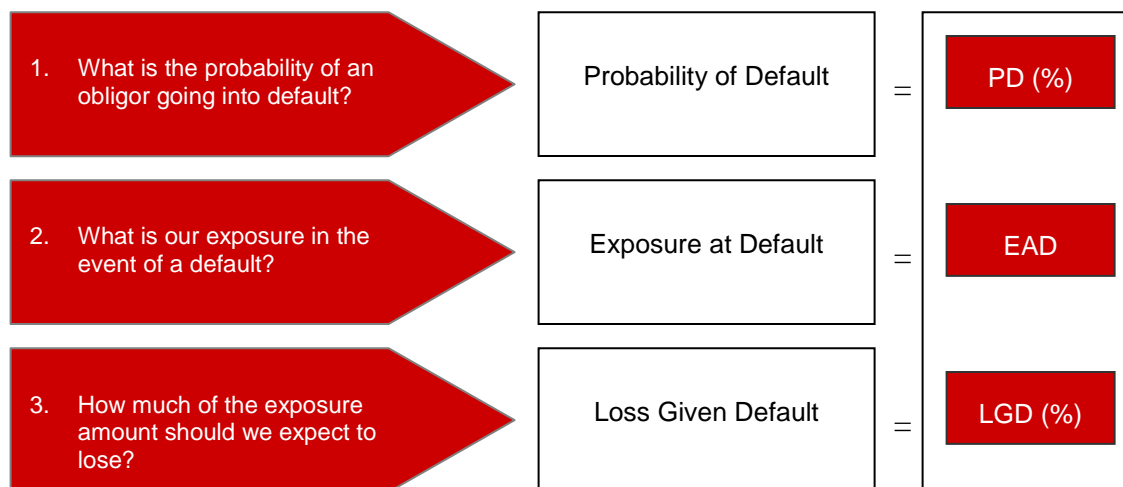 1. What is the probability of an
obligor going into default?
Probability of Default
=
PD (%)
2. What is our exposure in the
event of a default?
Exposure at Default
=
EAD
3. How much of the exposure
amount should we expect to
lose?
Loss Given Default
=
LGD (%)